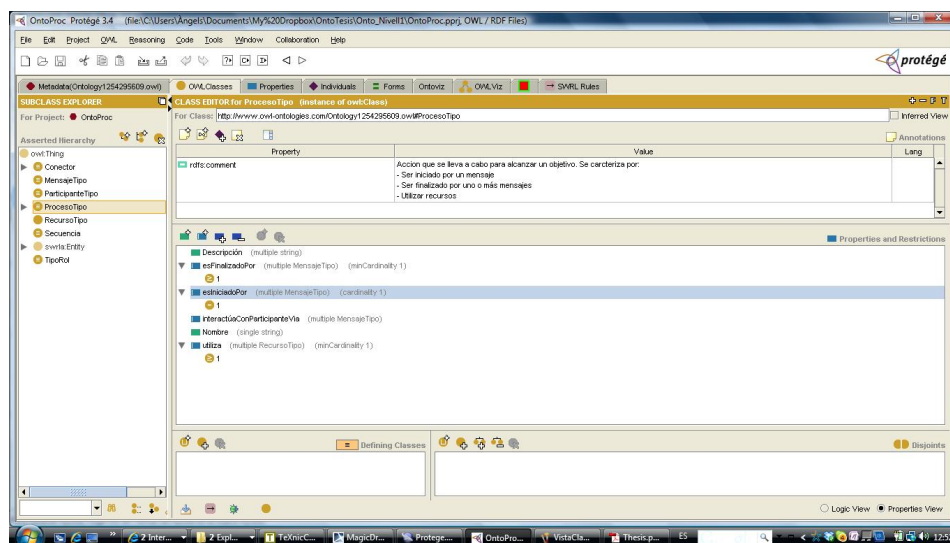 OntoProc Protégé 3.4 (file:\C:\Users\Àngels\Documents\My%20Dropbox\OntoTesis\Onto_Nivell1\OntoProc.pprj, OWL / RDF Files)
File Edit Project OWL Reasoning Code Tools Window Collaboration Help
protégé
Metadata(Ontology1254295609.owl) OWLClasses Properties Individuals Forms Ontoviz OWLViz SWRL Rules
SUBCLASS EXPLORER
CLASS EDITOR for ProcesoTipo (instance of owl:Class)
For Project: OntoProc
For Class: http://www.owl-ontologies.com/Ontology1254295609.owl#ProcesoTipo
Inferred View
Asserted Hierarchy
Annotations
owl:Thing
Conector
MensajeTipo
ParticipanteTipo
ProcesoTipo
RecursoTipo
Secuencia
swrla:Entity
TipoRol
Property Value Lang
rdfs:comment
Accion que se lleva a cabo para alcanzar un objetivo. Se carcteriza por:
- Ser iniciado por un mensaje
- Ser finalizado por uno o más mensajes
- Utilizar recursos
Properties and Restrictions
Descripción (multiple string)
esFinalizadoPor (multiple MensajeTipo) (minCardinality 1)
1
esIniciadoPor (multiple MensajeTipo) (cardinality 1)
1
interactúaConParticipanteVia (multiple MensajeTipo)
Nombre (single string)
utiliza (multiple RecursoTipo) (minCardinality 1)
1
Defining Classes
Disjoints
Logic View Properties View
2 Inter... 2 Expl... TeXnicC... MagicDr... Protege.... OntoPro... VistaCla... Thesis.p... ES